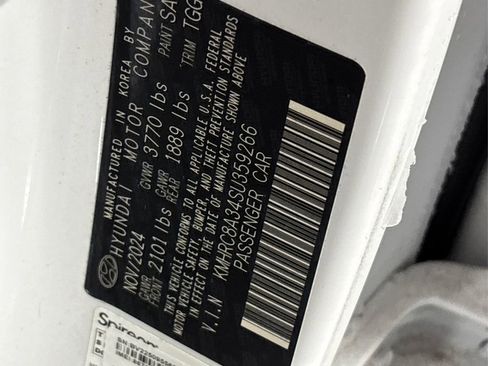 MANUFACTURED IN KOREA BY
HYUNDAI MOTOR COMPAN
NOV/2024 GVWR 3770 lbs PAINT SA
GAWR FRONT 2101 lbs GAWR REAR 1889 lbs TRIM TGG
THIS VEHICLE CONFORMS TO ALL APPLICABLE U.S.A. FEDERAL
MOTOR VEHICLE SAFETY, BUMPER, AND THEFT PREVENTION STANDARDS
IN EFFECT ON THE DATE OF MANUFACTURE SHOWN ABOVE
V.I.N KMHRC8A34SU359266
PASSENGER CAR
Spireon